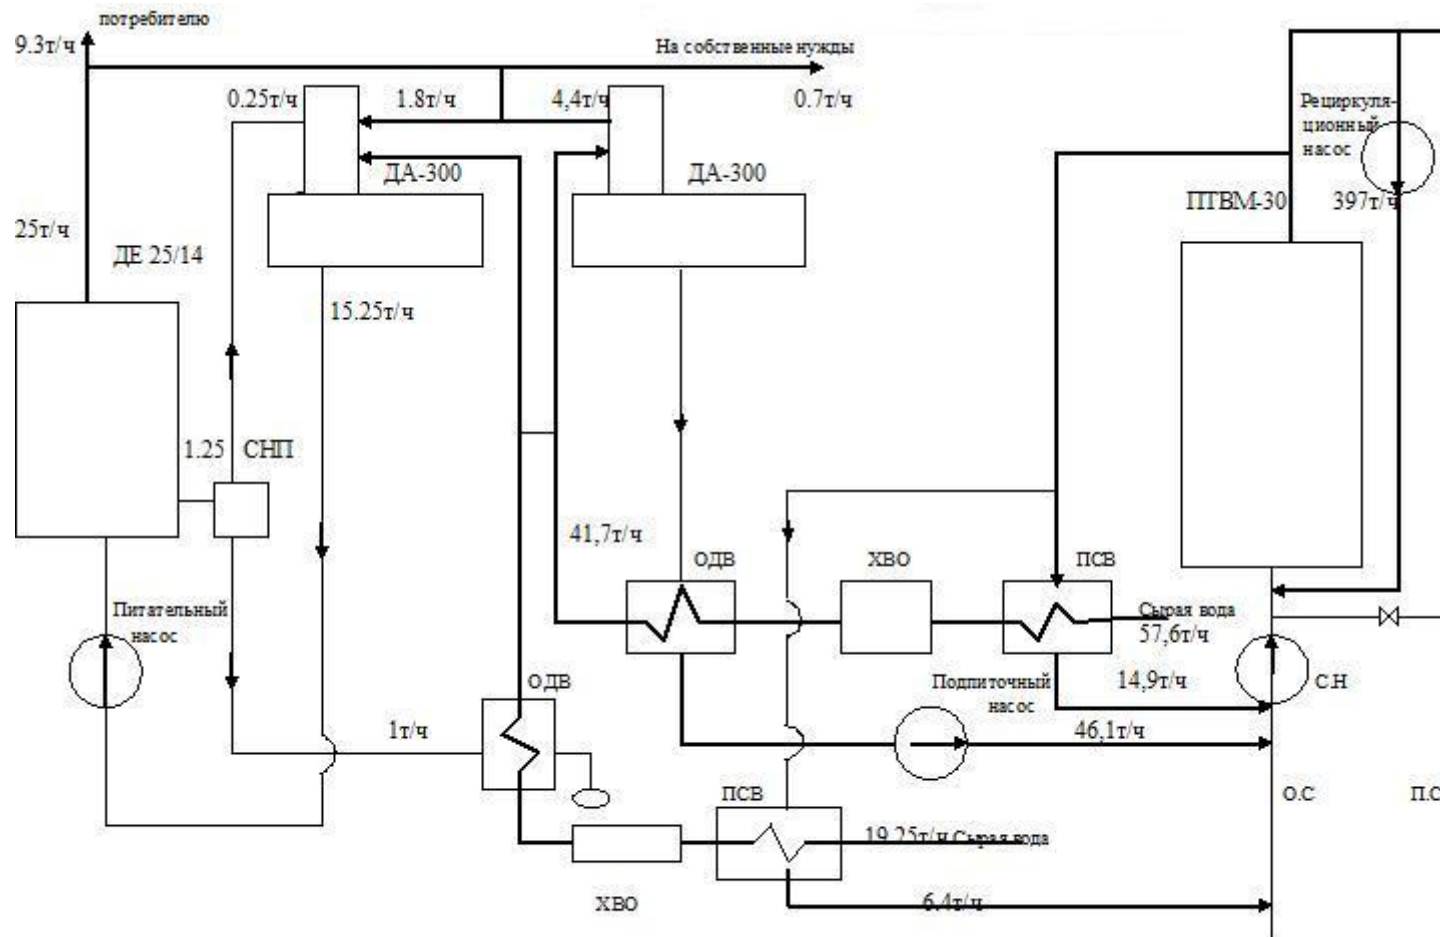 потребителю
9.3т/ч
На собственные нужды
0.25т/ч
1.8т/ч
4,4т/ч
0.7т/ч
Рециркуля-
ционный
насос
ДА-300
ДА-300
ПТВМ-30
397т/ч
25т/ч
ДЕ 25/14
15.25т/ч
1.25
СНП
41,7т/ч
ОДВ
ХВО
ПСВ
Питательный
насос
Сырая вода
57,6т/ч
ОДВ
Подпиточный
насос
14,9т/ч
С.Н
1т/ч
46,1т/ч
ПСВ
О.С
П.С
19.25т/ч Сырая вода
ХВО
6.4т/ч